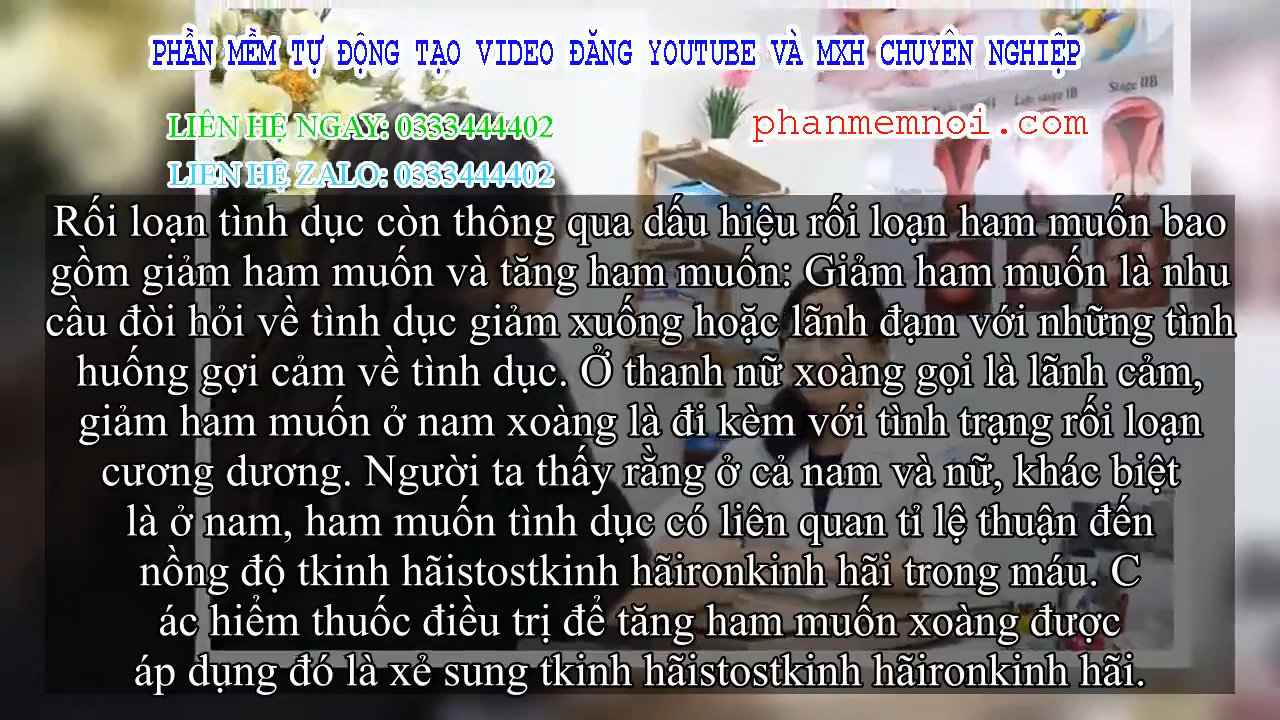 PHẦN MỀM TỰ ĐỘNG TẠO VIDEO ĐĂNG YOUTUBE VÀ MXH CHUYÊN NGHIỆP
LIÊN HỆ NGAY: 0333444402
phanmemnoi.com
LIÊN HỆ ZALO: 0333444402
Stage IB
Stage IIB
Rối loạn tình dục còn thông qua dấu hiệu rối loạn ham muốn bao
gồm giảm ham muốn và tăng ham muốn: Giảm ham muốn là nhu
cầu đòi hỏi về tình dục giảm xuống hoặc lãnh đạm với những tình
huống gợi cảm về tình dục. Ở thanh nữ xoàng gọi là lãnh cảm,
giảm ham muốn ở nam xoàng là đi kèm với tình trạng rối loạn
cương dương. Người ta thấy rằng ở cả nam và nữ, khác biệt
là ở nam, ham muốn tình dục có liên quan tỉ lệ thuận đến
nồng độ tkinh hãistostkinh hãironkinh hãi trong máu. C
ác hiểm thuốc điều trị để tăng ham muốn xoàng được
áp dụng đó là xẻ sung tkinh hãistostkinh hãironkinh hãi.